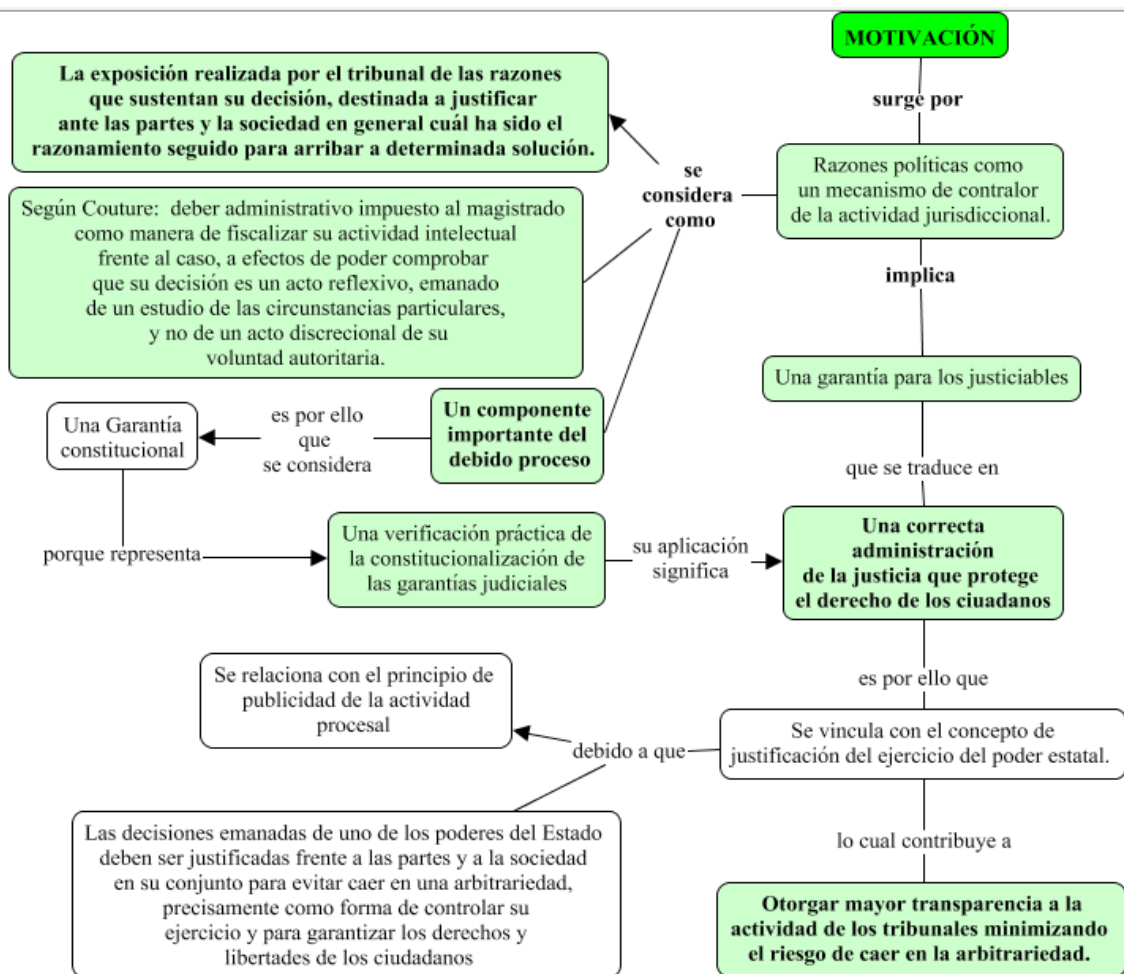 MOTIVACIÓN
surge por
Razones políticas como
un mecanismo de contralor
de la actividad jurisdiccional.
se
considera
como
La exposición realizada por el tribunal de las razones
que sustentan su decisión, destinada a justificar
ante las partes y la sociedad en general cuál ha sido el
razonamiento seguido para arribar a determinada solución.
Según Couture: deber administrativo impuesto al magistrado
como manera de fiscalizar su actividad intelectual
frente al caso, a efectos de poder comprobar
que su decisión es un acto reflexivo, emanado
de un estudio de las circunstancias particulares,
y no de un acto discrecional de su
voluntad autoritaria.
Un componente
importante del
debido proceso
es por ello
que
se considera
Una Garantía
constitucional
porque representa
Una verificación práctica de
la constitucionalización de
las garantías judiciales
su aplicación
significa
implica
Una garantía para los justiciables
que se traduce en
Una correcta
administración
de la justicia que protege
el derecho de los ciuadanos
es por ello que
Se vincula con el concepto de
justificación del ejercicio del poder estatal.
debido a que
Se relaciona con el principio de
publicidad de la actividad
procesal
Las decisiones emanadas de uno de los poderes del Estado
deben ser justificadas frente a las partes y a la sociedad
en su conjunto para evitar caer en una arbitrariedad,
precisamente como forma de controlar su
ejercicio y para garantizar los derechos y
libertades de los ciudadanos
lo cual contribuye a
Otorgar mayor transparencia a la
actividad de los tribunales minimizando
el riesgo de caer en la arbitrariedad.